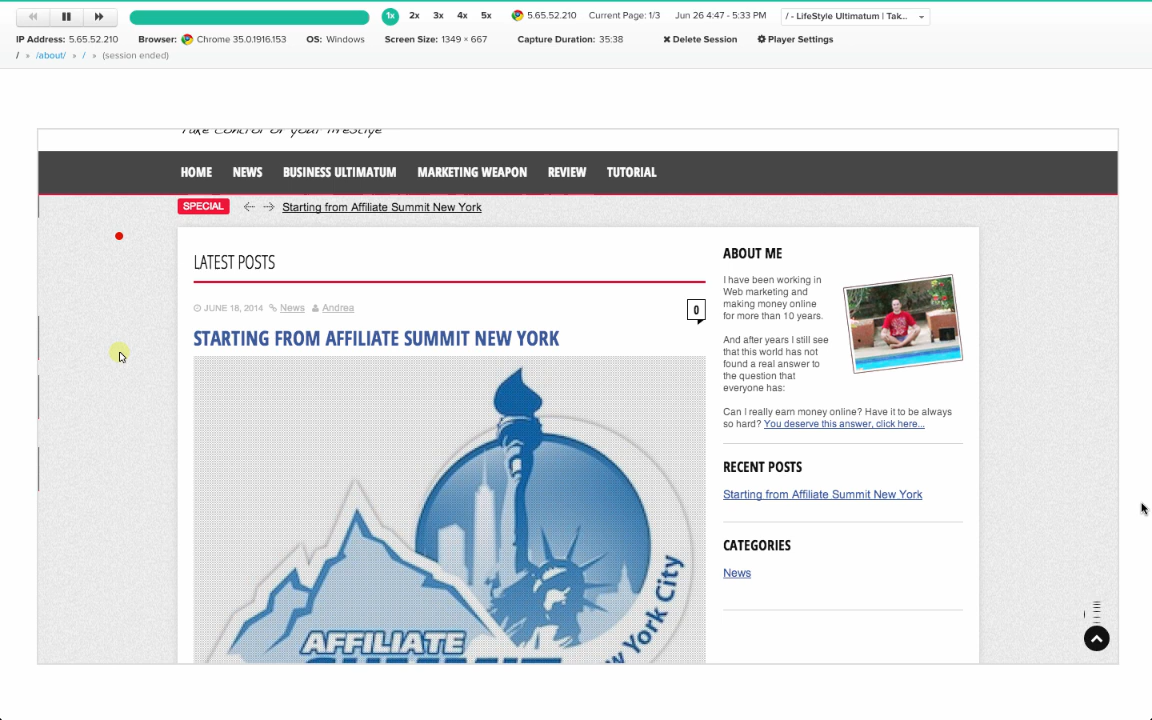 1x 2x 3x 4x 5x 5.65.52.210 Current Page: 1/3 Jun 26 4:47 - 5:33 PM / - LifeStyle Ultimatum | Tak...
IP Address: 5.65.52.210 Browser: Chrome 35.0.1916.153 OS: Windows Screen Size: 1349 × 667 Capture Duration: 35:38 Delete Session Player Settings
/ » /about/ » / » (session ended)
Take control of your lifestyle
HOME NEWS BUSINESS ULTIMATUM MARKETING WEAPON REVIEW TUTORIAL
SPECIAL Starting from Affiliate Summit New York
LATEST POSTS
JUNE 18, 2014 News Andrea
0
STARTING FROM AFFILIATE SUMMIT NEW YORK
AFFILIATE
SUMMIT
w York City
ABOUT ME
I have been working in
Web marketing and
making money online
for more than 10 years.
And after years I still see
that this world has not
found a real answer to
the question that
everyone has:
Can I really earn money online? Have it to be always
so hard? You deserve this answer, click here...
RECENT POSTS
Starting from Affiliate Summit New York
CATEGORIES
News